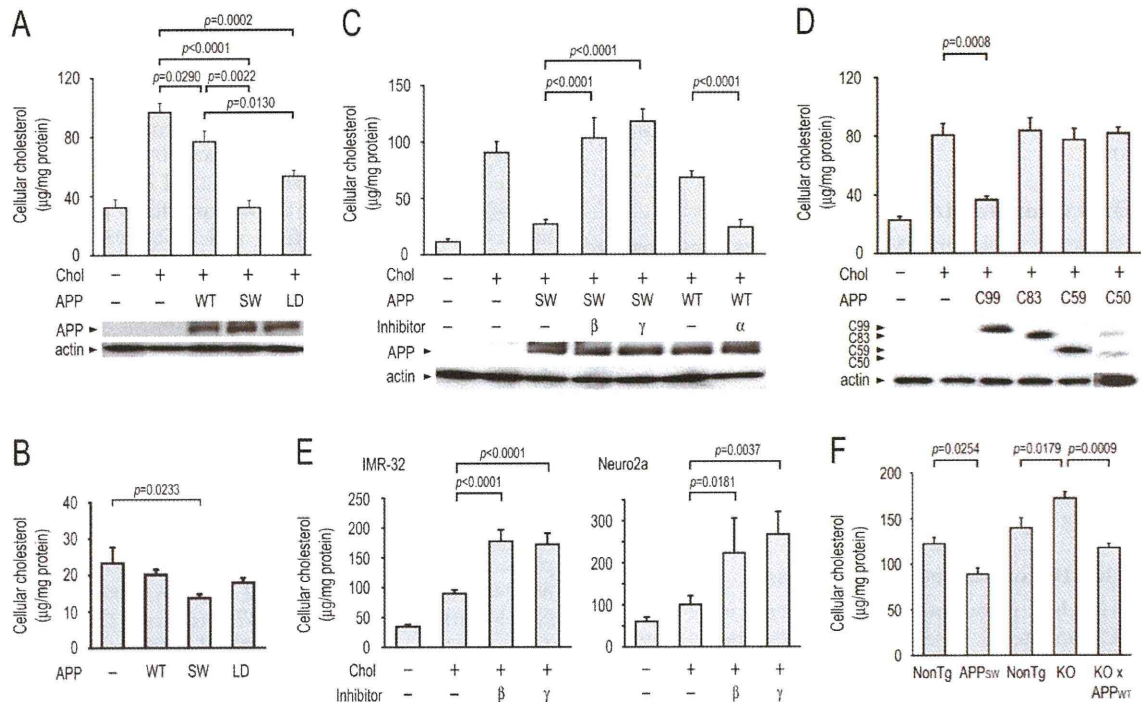 A
p=0.0002
p<0.0001
p=0.0290 p=0.0022
p=0.0130
Cellular cholesterol
(µg/mg protein)
120
80
40
0
Chol – + + + +
APP – – WT SW LD
APP
actin
B
p=0.0233
Cellular cholesterol
(µg/mg protein)
40
30
20
10
0
APP – WT SW LD
C
p<0.0001
p<0.0001 p<0.0001
Cellular cholesterol
(µg/mg protein)
150
100
50
0
Chol – + + + + + +
APP – – SW SW SW WT WT
Inhibitor – – – β γ – α
APP
actin
D
p=0.0008
Cellular cholesterol
(µg/mg protein)
120
80
40
0
Chol – + + + + +
APP – – C99 C83 C59 C50
C99
C83
C59
C50
actin
E
IMR-32
p<0.0001
p<0.0001
Cellular cholesterol
(µg/mg protein)
250
200
150
100
50
0
Chol – + + +
Inhibitor – – β γ
Neuro2a
p=0.0037
p=0.0181
300
200
100
0
– + + +
– – β γ
F
p=0.0254 p=0.0179 p=0.0009
Cellular cholesterol
(µg/mg protein)
200
150
100
50
0
NonTg APPSW NonTg KO KO x
APPWT